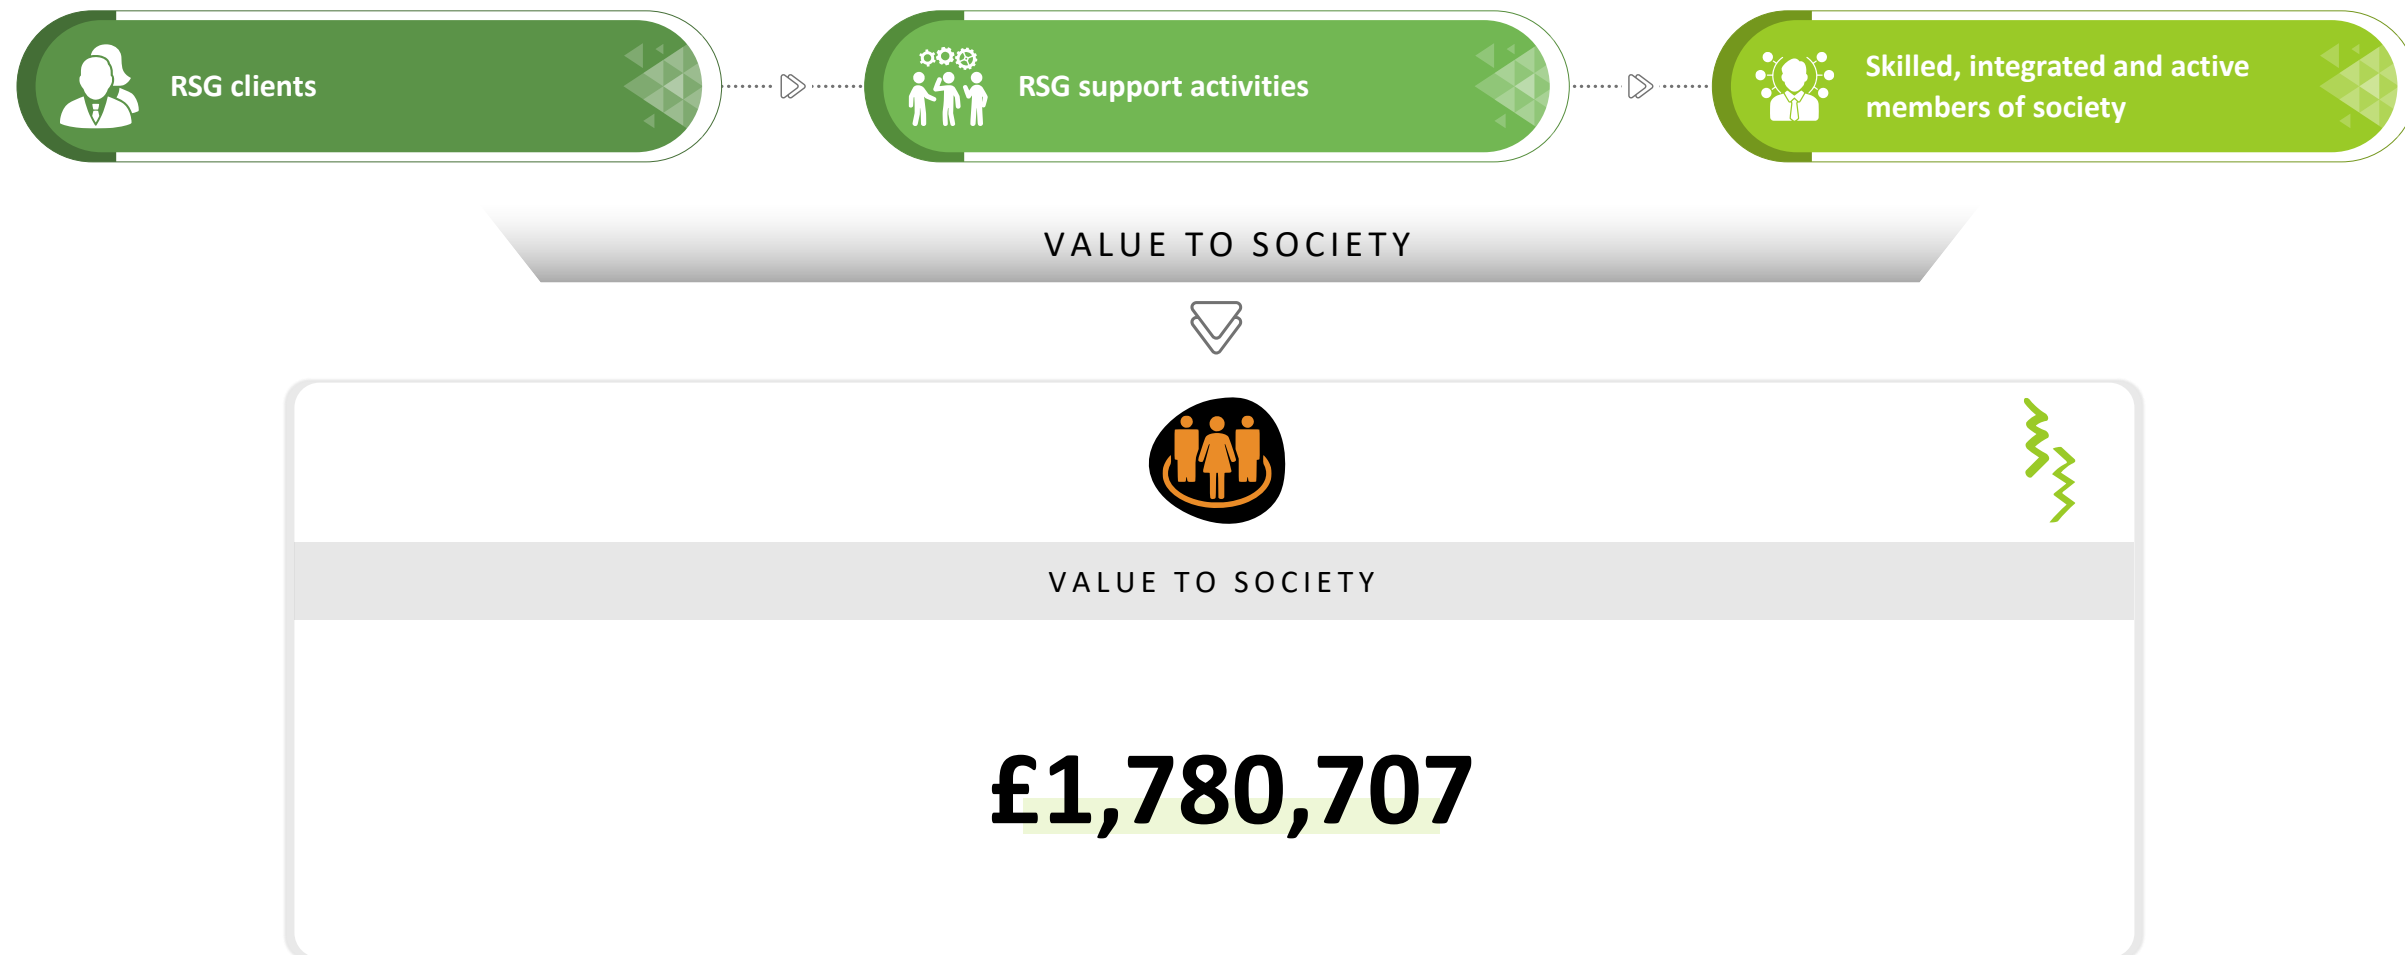 RSG clients
RSG support activities
Skilled, integrated and active
members of society
VALUE TO SOCIETY
VALUE TO SOCIETY
£1,780,707